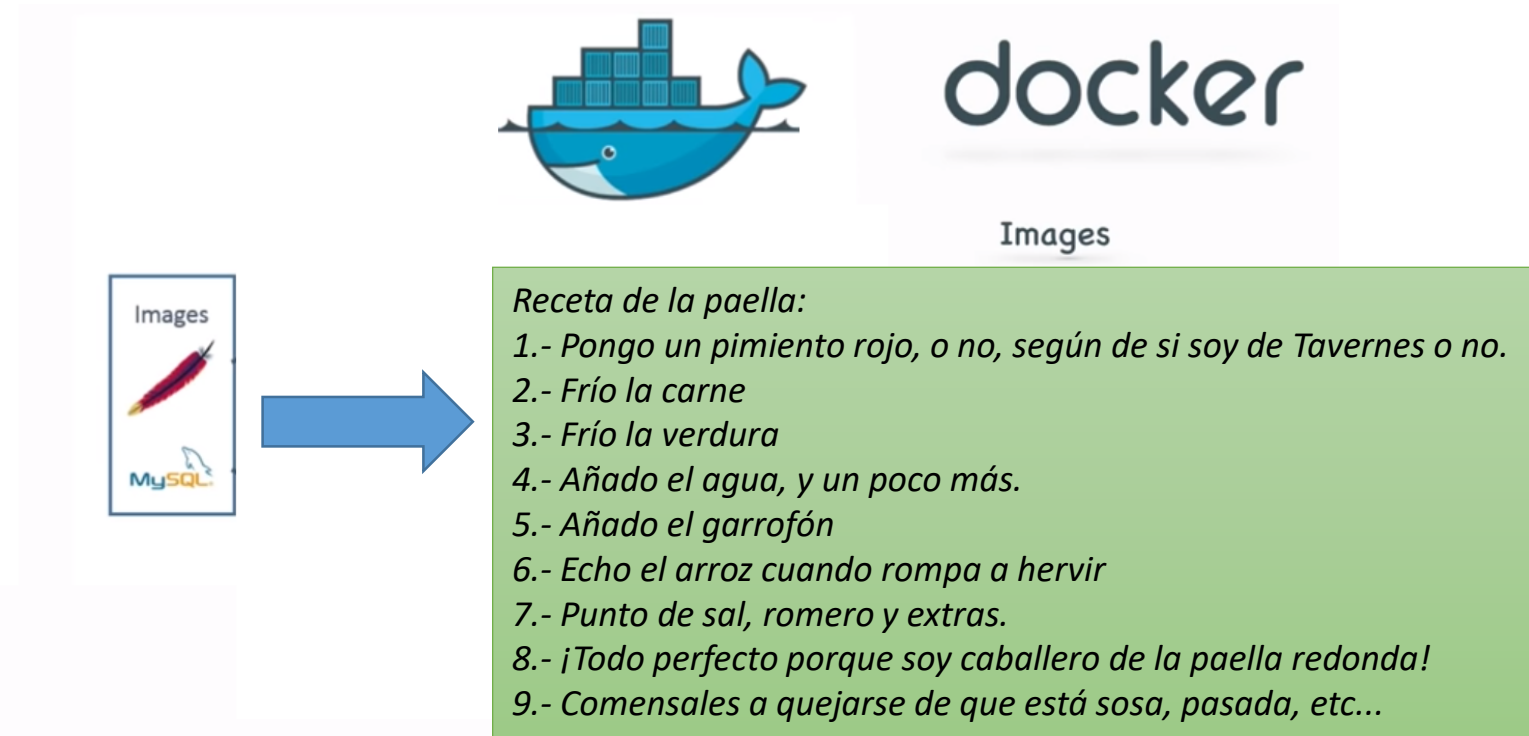 docker
Images
Images
MySQL
Receta de la paella:
1.- Pongo un pimiento rojo, o no, según de si soy de Tavernes o no.
2.- Frío la carne
3.- Frío la verdura
4.- Añado el agua, y un poco más.
5.- Añado el garrofón
6.- Echo el arroz cuando rompa a hervir
7.- Punto de sal, romero y extras.
8.- ¡Todo perfecto porque soy caballero de la paella redonda!
9.- Comensales a quejarse de que está sosa, pasada, etc...